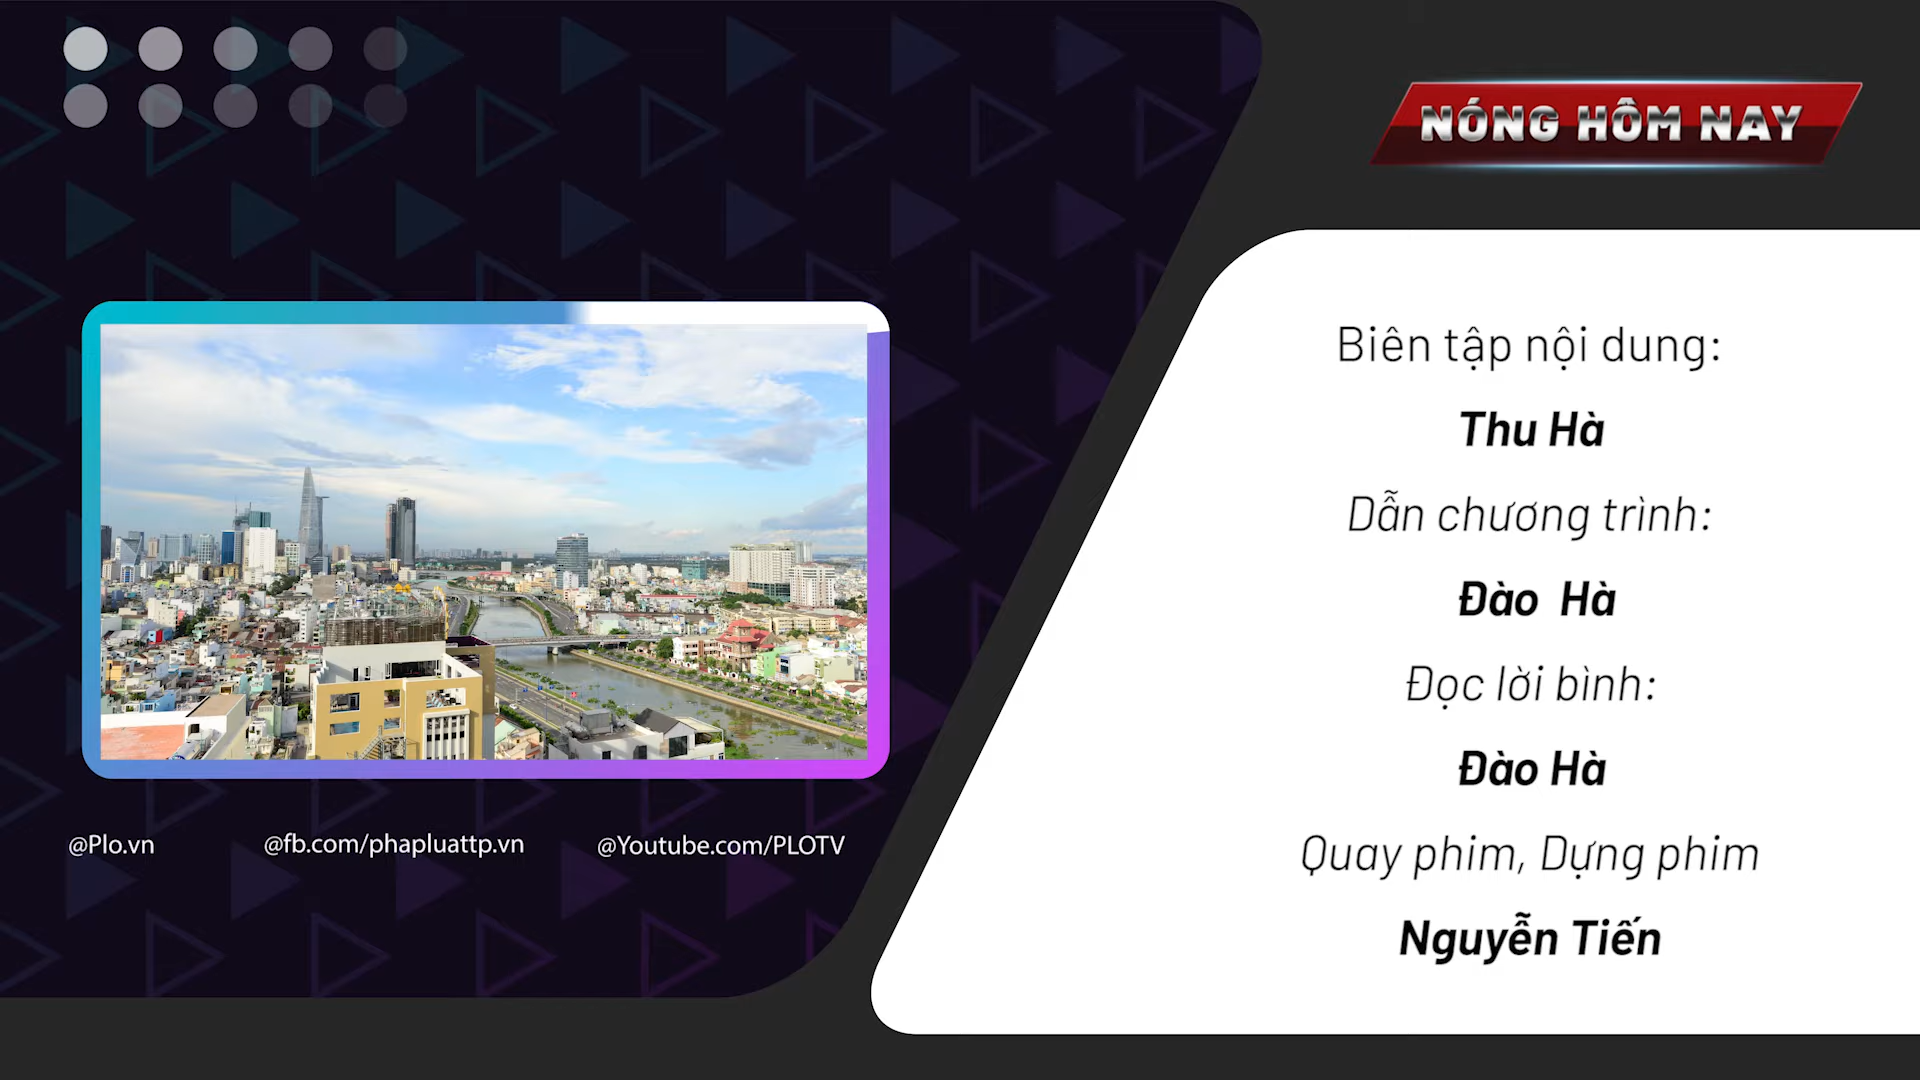 NÓNG HÔM NAY
Biên tập nội dung:
Thu Hà
Dẫn chương trình:
Đào Hà
Đọc lời bình:
Đào Hà
Quay phim, Dựng phim
Nguyễn Tiến
@Plo.vn
@fb.com/phapluattp.vn
@Youtube.com/PLOTV